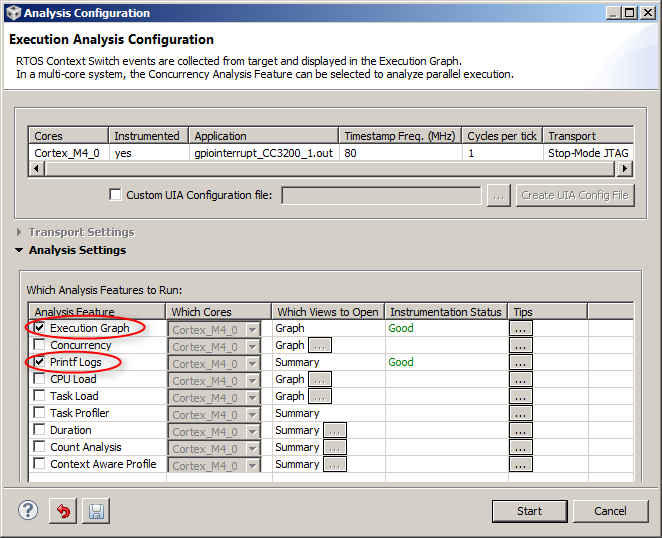 Analysis Configuration
Execution Analysis Configuration
RTOS Context Switch events are collected from target and displayed in the Execution Graph.
In a multi-core system, the Concurrency Analysis Feature can be selected to analyze parallel execution.
Cores Instrumented Application Timestamp Freq. (MHz) Cycles per tick Transport
Cortex_M4_0 yes gpiointerrupt_CC3200_1.out 80 1 Stop-Mode JTAG
Custom UIA Configuration file: ... Create UIA Config File
Transport Settings
Analysis Settings
Which Analysis Features to Run:
Analysis Feature Which Cores Which Views to Open Instrumentation Status Tips
Execution Graph Cortex_M4_0 Graph Good ...
Concurrency Cortex_M4_0 Graph ... ...
Printf Logs Cortex_M4_0 Summary Good ...
CPU Load Cortex_M4_0 Graph ... ...
Task Load Cortex_M4_0 Graph ... ...
Task Profiler Cortex_M4_0 Summary ...
Duration Cortex_M4_0 Summary ... ...
Count Analysis Cortex_M4_0 Summary ... ...
Context Aware Profile Cortex_M4_0 Summary ... ...
? Start Cancel